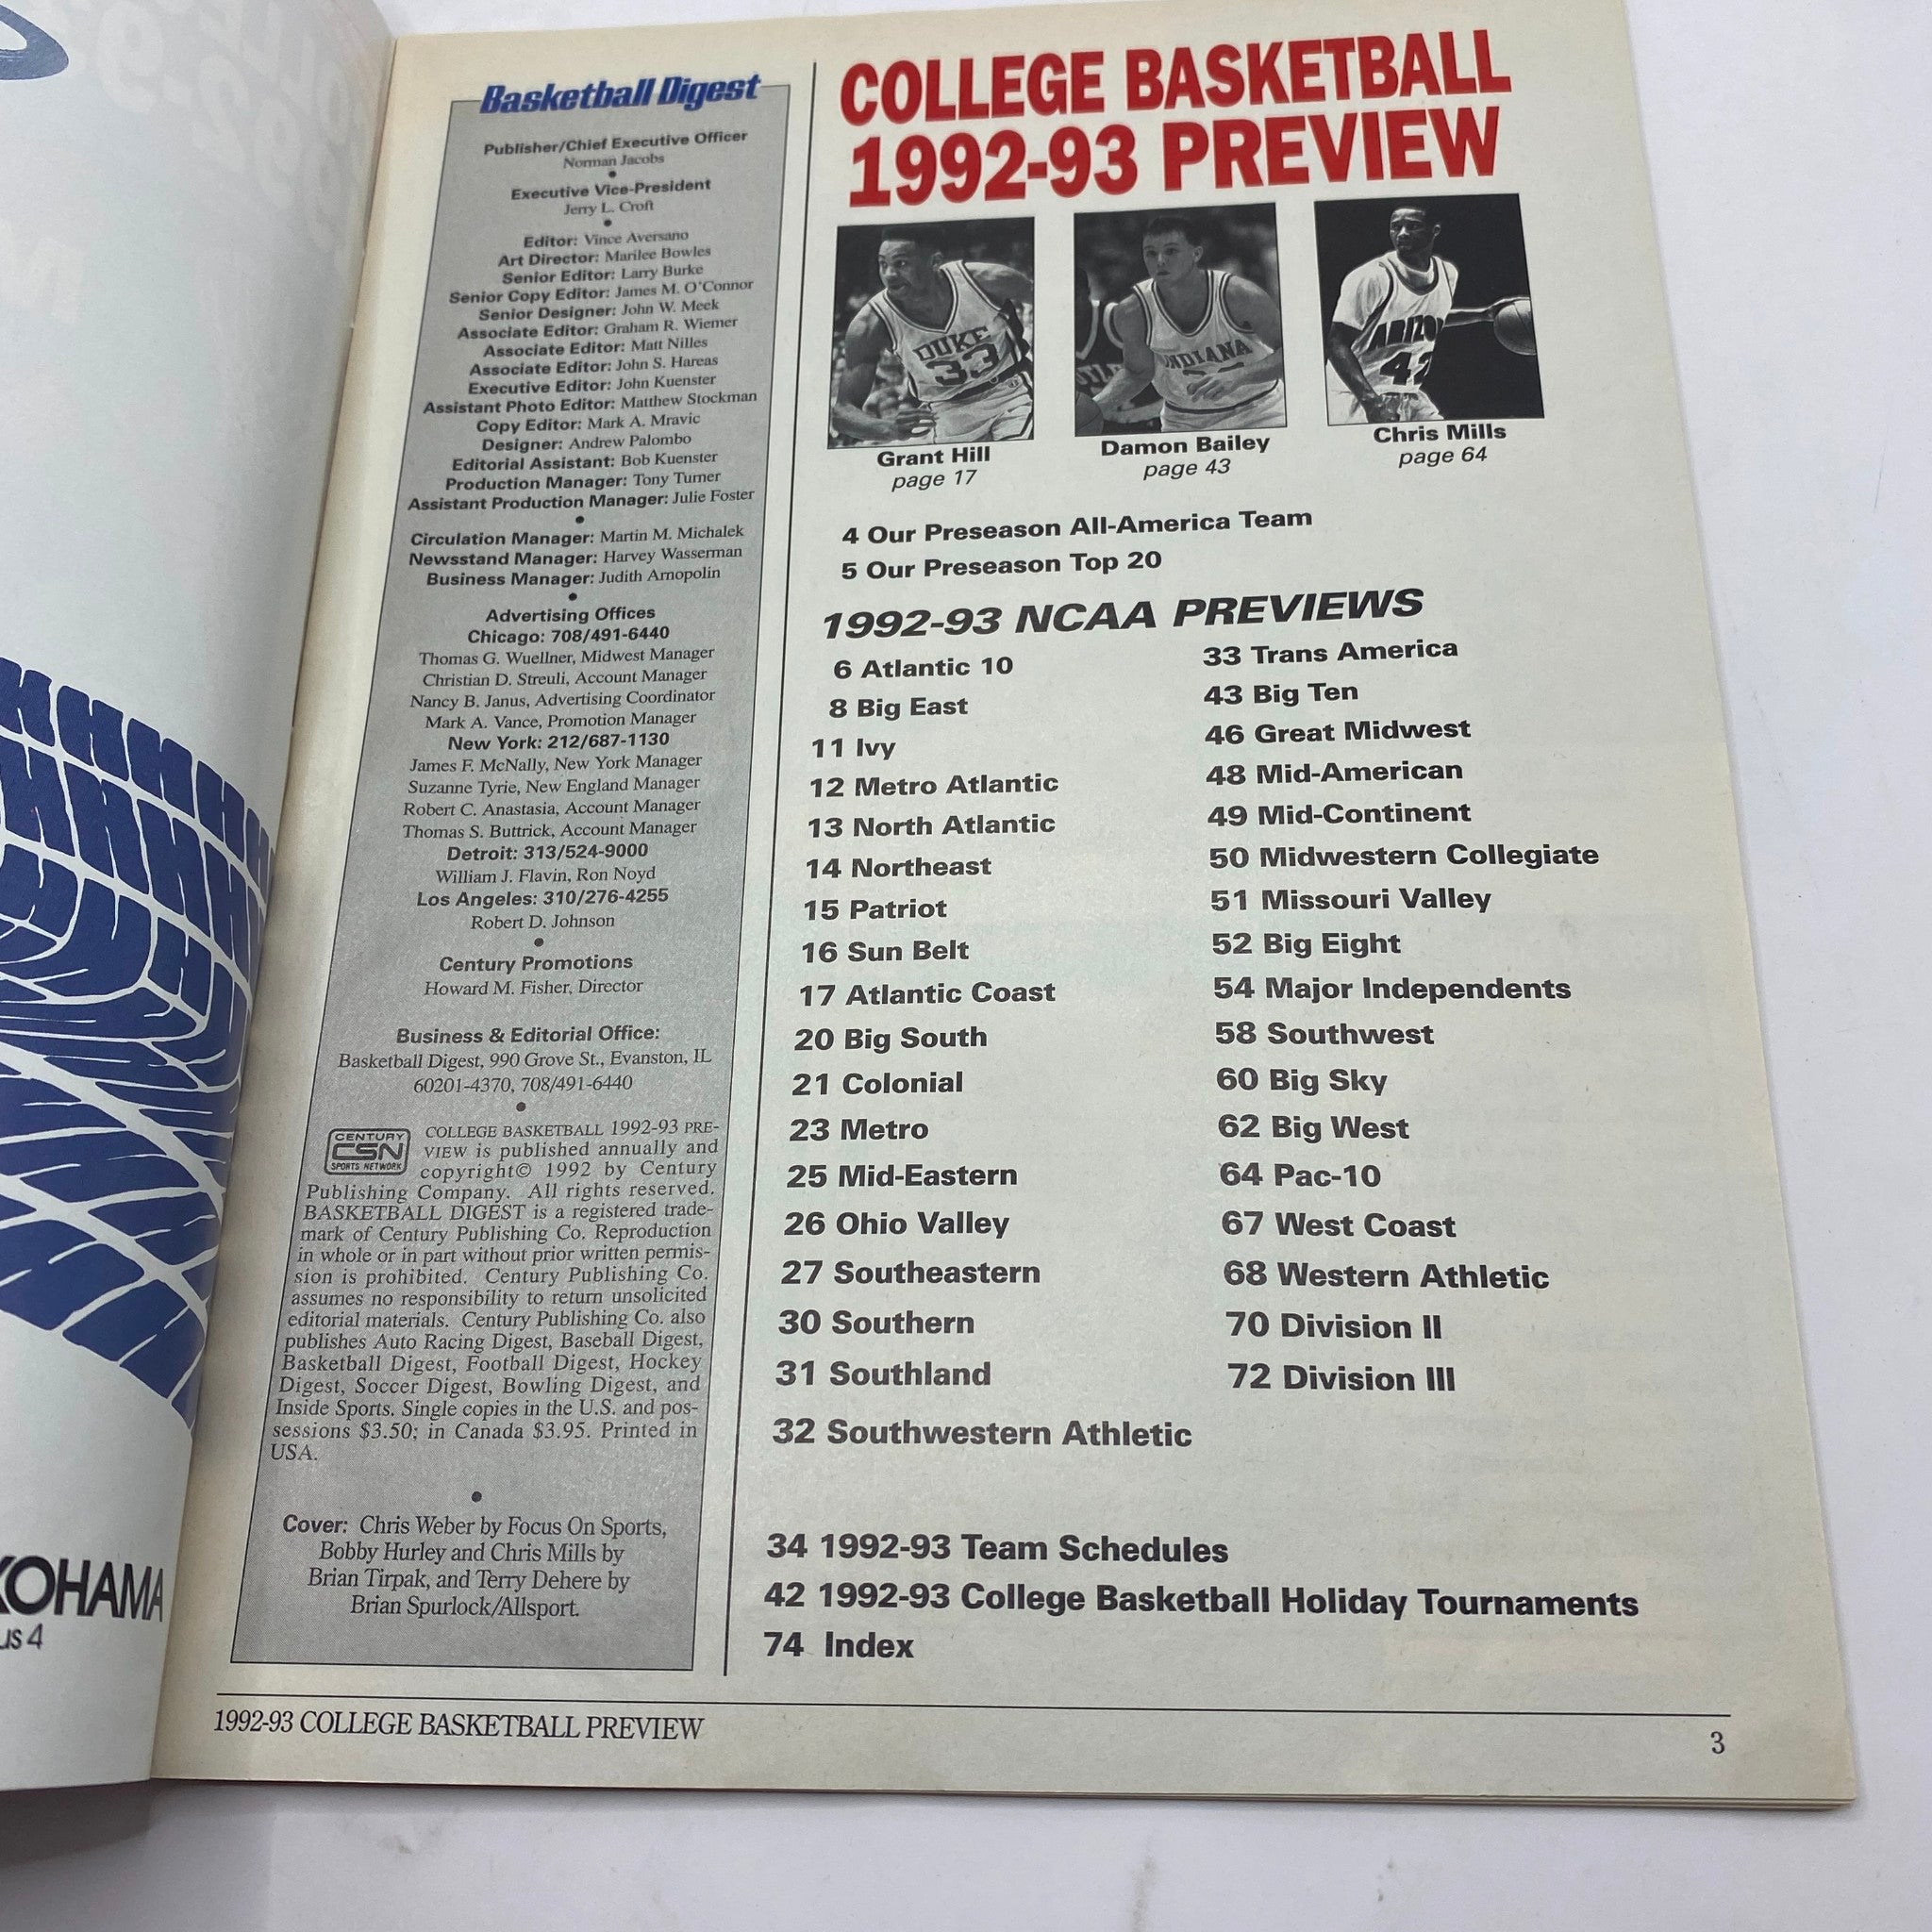 Basketball Digest
Publisher/Chief Executive Officer
Norman Jacobs
Executive Vice-President
Jerry L. Croft
Editor: Vince Aversano
Art Director: Marilee Bowles
Senior Editor: Larry Burke
Senior Copy Editor: James M. O'Connor
Senior Designer: John W. Meek
Associate Editor: Graham R. Wiemer
Associate Editor: Matt Nilles
Associate Editor: John S. Hareas
Executive Editor: John Kuenster
Assistant Photo Editor: Matthew Stockman
Copy Editor: Mark A. Mravic
Designer: Andrew Palombo
Editorial Assistant: Bob Kuenster
Production Manager: Tony Turner
Assistant Production Manager: Julie Foster
Circulation Manager: Martin M. Michalek
Newsstand Manager: Harvey Wasserman
Business Manager: Judith Arnopolin
Advertising Offices
Chicago: 708/491-6440
Thomas G. Wuellner, Midwest Manager
Christian D. Streuli, Account Manager
Nancy B. Janus, Advertising Coordinator
Mark A. Vance, Promotion Manager
New York: 212/687-1130
James F. McNally, New York Manager
Suzanne Tyrie, New England Manager
Robert C. Anastasia, Account Manager
Thomas S. Buttrick, Account Manager
Detroit: 313/524-9000
William J. Flavin, Ron Noyd
Los Angeles: 310/276-4255
Robert D. Johnson
Century Promotions
Howard M. Fisher, Director
Business & Editorial Office:
Basketball Digest, 990 Grove St., Evanston, IL
60201-4370, 708/491-6440
CENTURY
CSN
SPORTS NETWORK
COLLEGE BASKETBALL 1992-93 PRE-
VIEW is published annually and
copyright© 1992 by Century
Publishing Company. All rights reserved.
BASKETBALL DIGEST is a registered trade-
mark of Century Publishing Co. Reproduction
in whole or in part without prior written permis-
sion is prohibited. Century Publishing Co.
assumes no responsibility to return unsolicited
editorial materials. Century Publishing Co. also
publishes Auto Racing Digest, Baseball Digest,
Basketball Digest, Football Digest, Hockey
Digest, Soccer Digest, Bowling Digest, and
Inside Sports. Single copies in the U.S. and pos-
sessions $3.50; in Canada $3.95. Printed in
USA.
Cover: Chris Weber by Focus On Sports,
Bobby Hurley and Chris Mills by
Brian Tirpak, and Terry Dehere by
Brian Spurlock/Allsport.
COLLEGE BASKETBALL
1992-93 PREVIEW
DUKE
33
INDIANA
Grant Hill
page 17
Damon Bailey
page 43
Chris Mills
page 64
4 Our Preseason All-America Team
5 Our Preseason Top 20
1992-93 NCAA PREVIEWS
6 Atlantic 10
8 Big East
11 Ivy
12 Metro Atlantic
13 North Atlantic
14 Northeast
15 Patriot
16 Sun Belt
17 Atlantic Coast
20 Big South
21 Colonial
23 Metro
25 Mid-Eastern
26 Ohio Valley
27 Southeastern
30 Southern
31 Southland
32 Southwestern Athletic
33 Trans America
43 Big Ten
46 Great Midwest
48 Mid-American
49 Mid-Continent
50 Midwestern Collegiate
51 Missouri Valley
52 Big Eight
54 Major Independents
58 Southwest
60 Big Sky
62 Big West
64 Pac-10
67 West Coast
68 Western Athletic
70 Division II
72 Division III
34 1992-93 Team Schedules
42 1992-93 College Basketball Holiday Tournaments
74 Index
1992-93 COLLEGE BASKETBALL PREVIEW
3